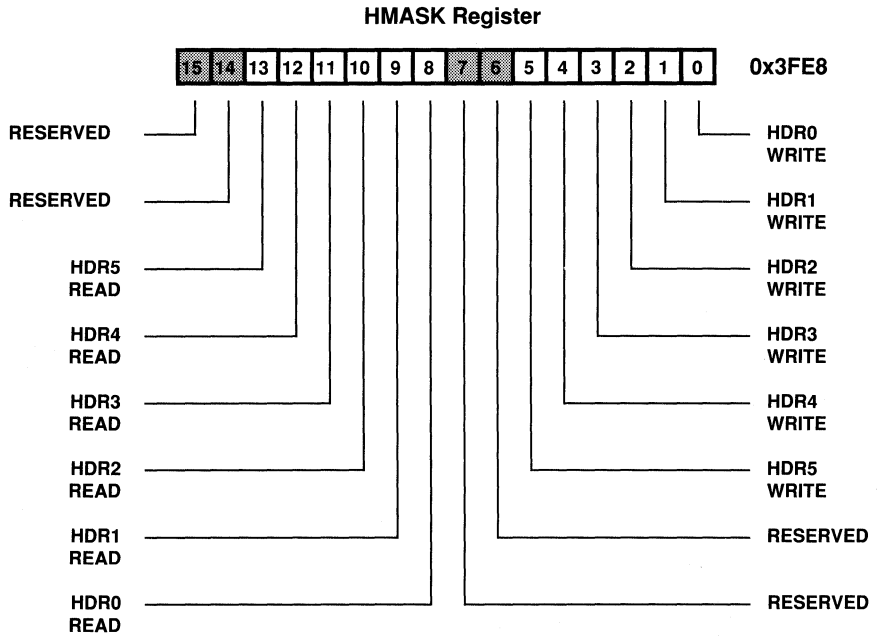 HMASK Register
15 14 13 12 11 10 9 8 7 6 5 4 3 2 1 0 0x3FE8
RESERVED
RESERVED
HDR5
READ
HDR4
READ
HDR3
READ
HDR2
READ
HDR1
READ
HDR0
READ
HDR0
WRITE
HDR1
WRITE
HDR2
WRITE
HDR3
WRITE
HDR4
WRITE
HDR5
WRITE
RESERVED
RESERVED